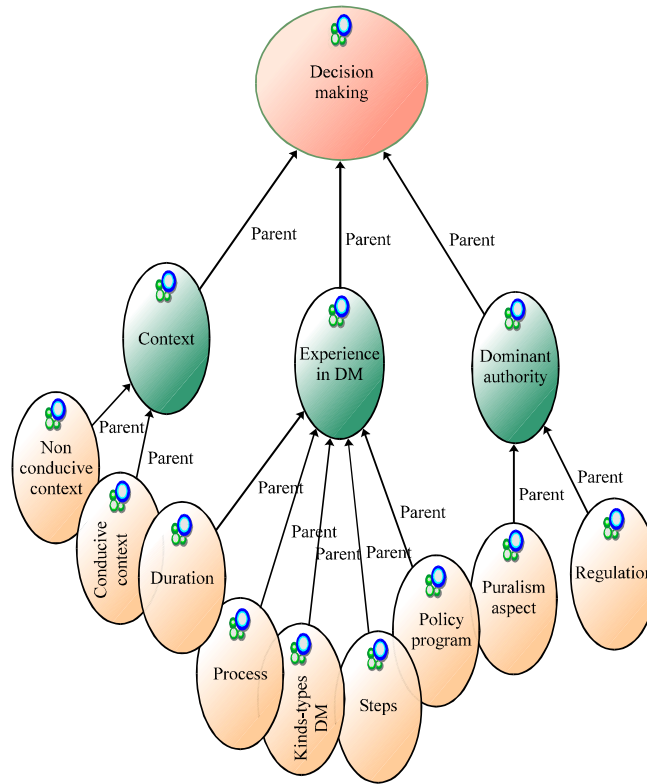 Decision
making
Parent
Parent
Parent
Context
Experience
in DM
Dominant
authority
Parent
Parent
Parent
Parent
Parent
Parent
Parent
Parent
Parent
Non
conducive
context
Conducive
context
Duration
Process
Kinds-types
DM
Steps
Policy
program
Puralism
aspect
Regulation